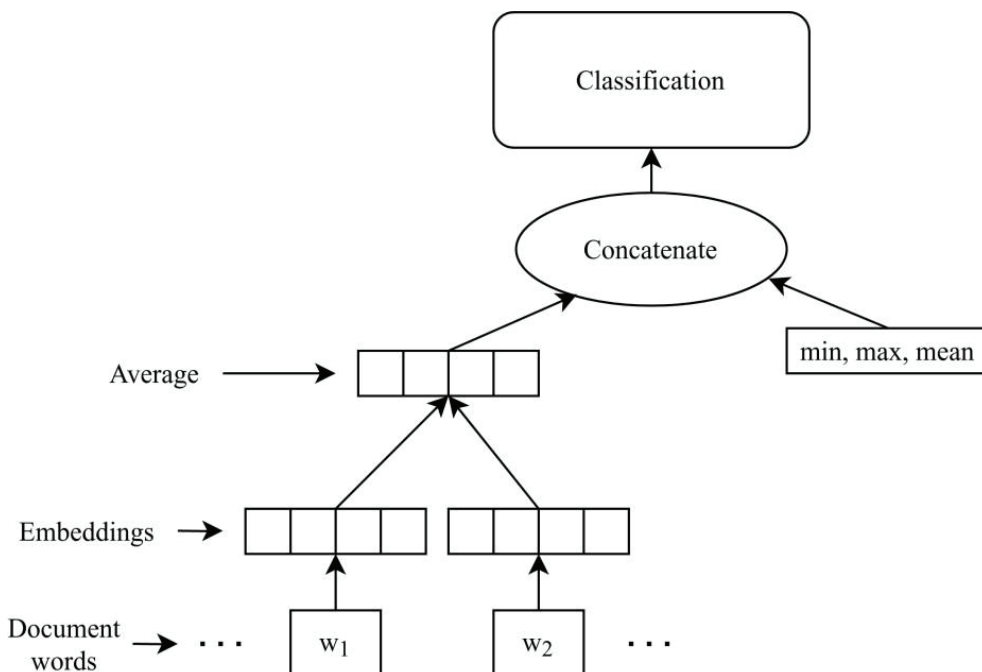 Classification
Concatenate
min, max, mean
Average
Embeddings
Document
words
. . .
w₁
w₂
. . .